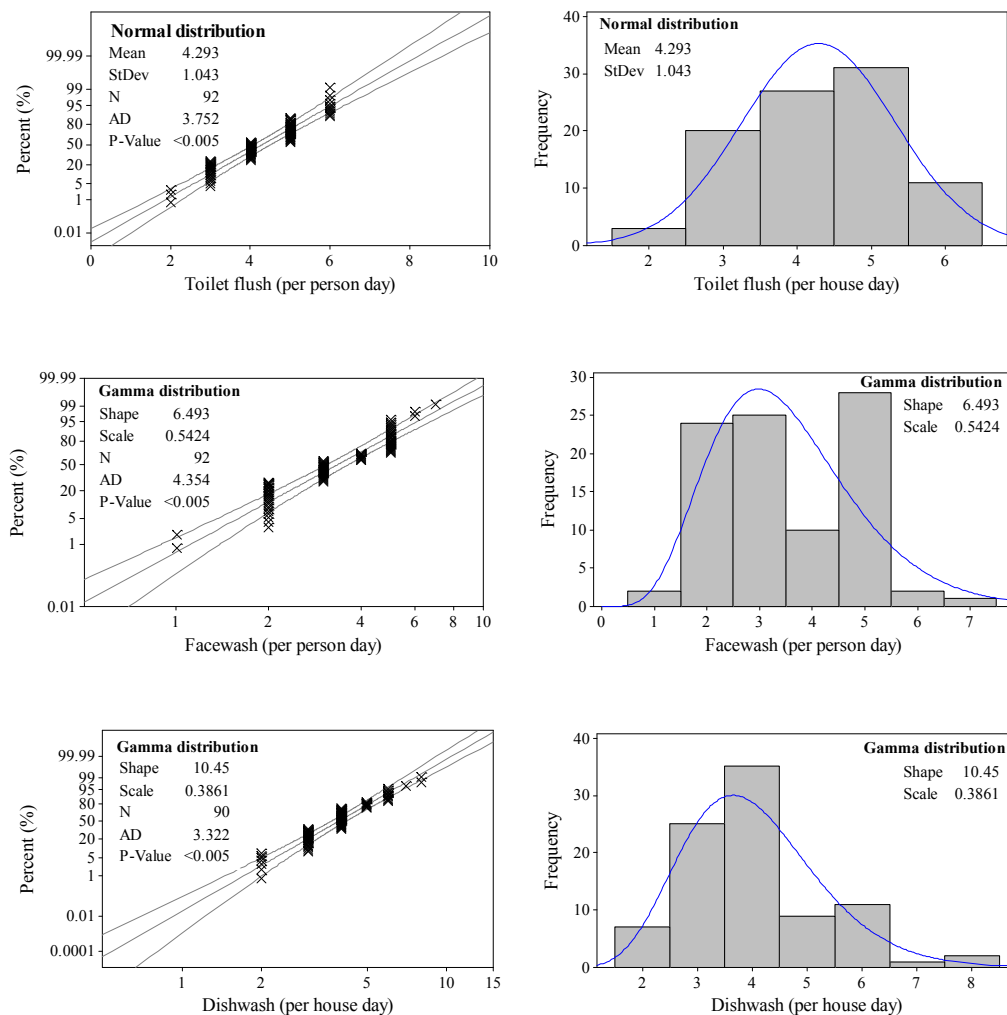 Normal distribution
Mean 4.293
StDev 1.043
N 92
AD 3.752
P-Value <0.005
Percent (%)
99.99
99
95
80
50
20
5
1
0.01
0 2 4 6 8 10
Toilet flush (per person day)
Normal distribution
Mean 4.293
StDev 1.043
Frequency
40
30
20
10
0
2 3 4 5 6
Toilet flush (per house day)
Gamma distribution
Shape 6.493
Scale 0.5424
N 92
AD 4.354
P-Value <0.005
Percent (%)
99.99
99
95
80
50
20
5
1
0.01
1 2 4 6 8 10
Facewash (per person day)
Gamma distribution
Shape 6.493
Scale 0.5424
Frequency
30
25
20
15
10
5
0
0 1 2 3 4 5 6 7
Facewash (per person day)
Gamma distribution
Shape 10.45
Scale 0.3861
N 90
AD 3.322
P-Value <0.005
Percent (%)
99.99
99
95
80
50
20
5
1
0.01
0.0001
1 2 5 10 15
Dishwash (per house day)
Gamma distribution
Shape 10.45
Scale 0.3861
Frequency
40
30
20
10
0
2 3 4 5 6 7 8
Dishwash (per house day)